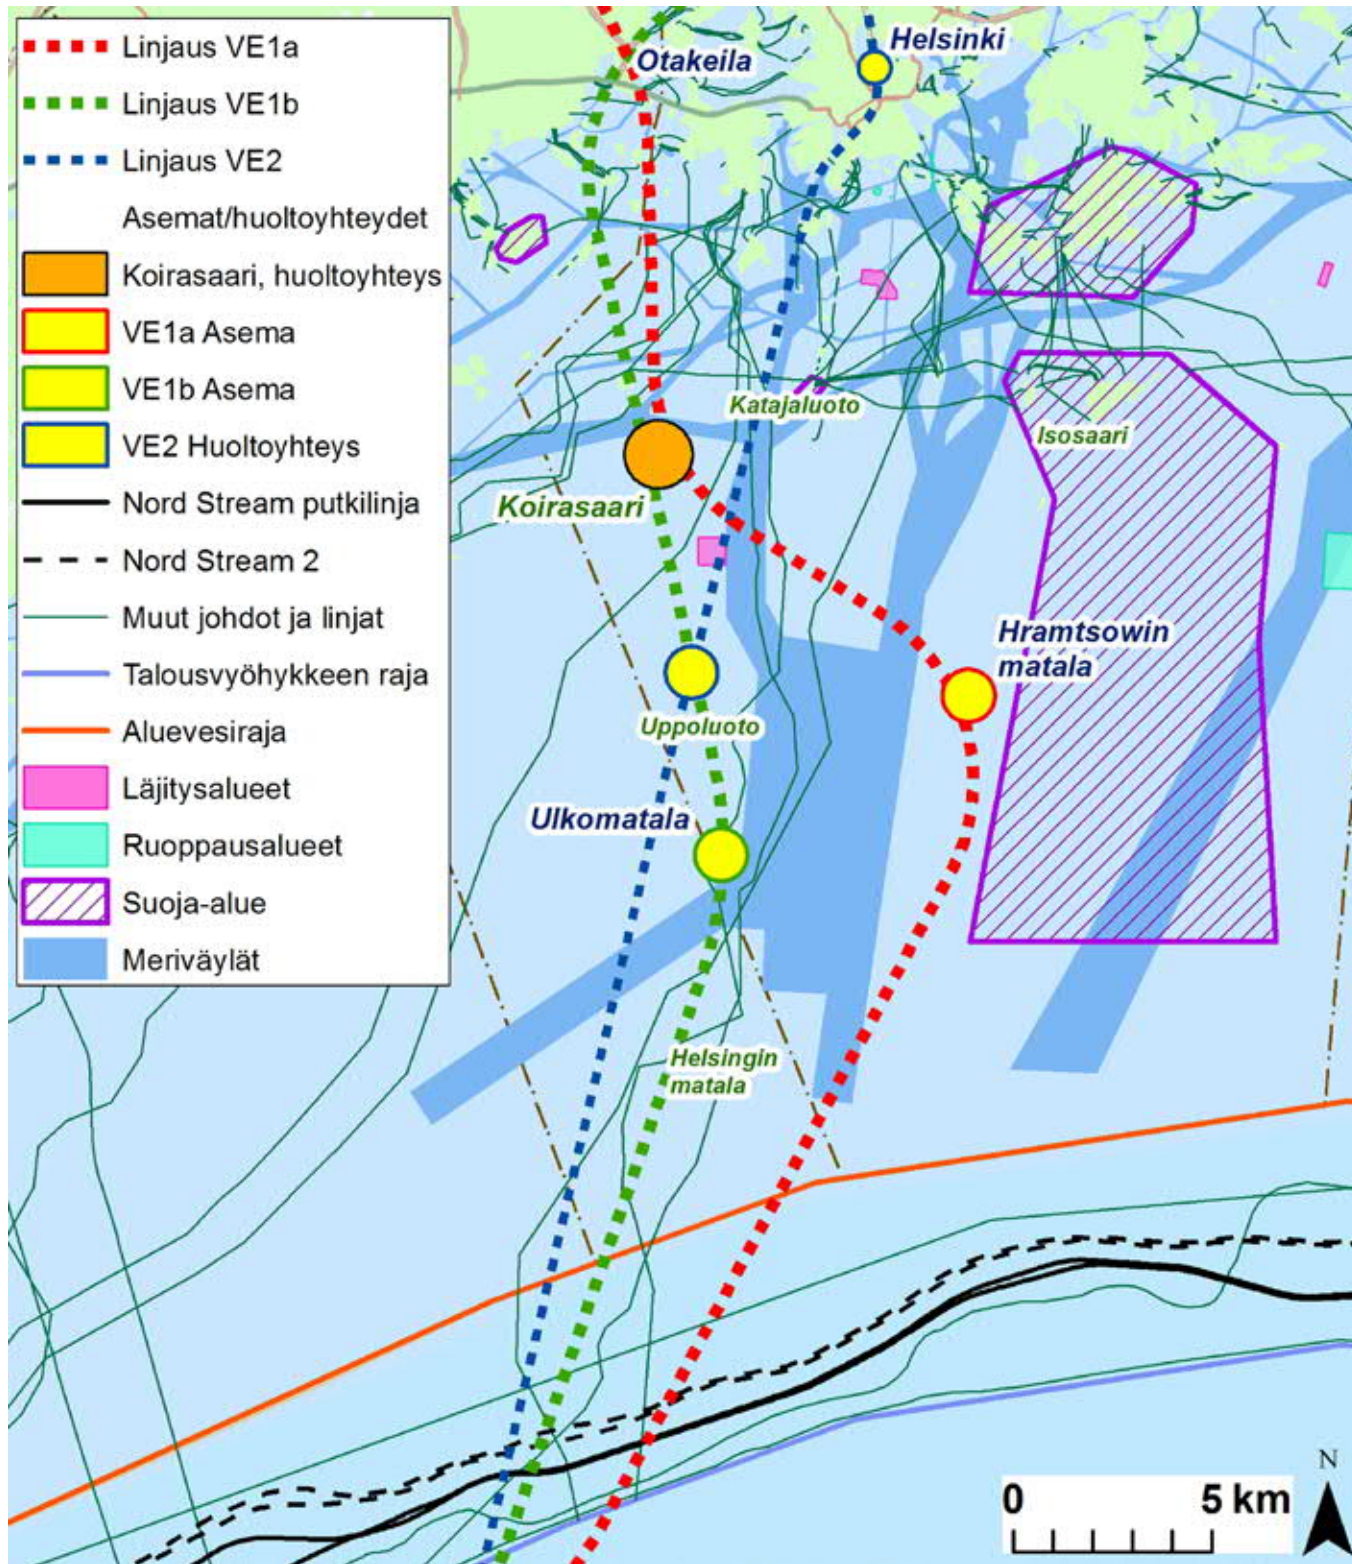 Linjaus VE1a
Linjaus VE1b
Linjaus VE2
Asemat/huoltoyhteydet
Koirasaari, huoltoyhteys
VE1a Asema
VE1b Asema
VE2 Huoltoyhteys
Nord Stream putkilinja
Nord Stream 2
Muut johdot ja linjat
Talousvyöhykkeen raja
Aluevesiraja
Läjitysalueet
Ruoppausalueet
Suoja-alue
Meriväylät
Otakeila
Helsinki
Katajaluoto
Isosaari
Koirasaari
Hramtsowin
matala
Uppoluoto
Ulkomatala
Helsingin
matala
0 5 km
N